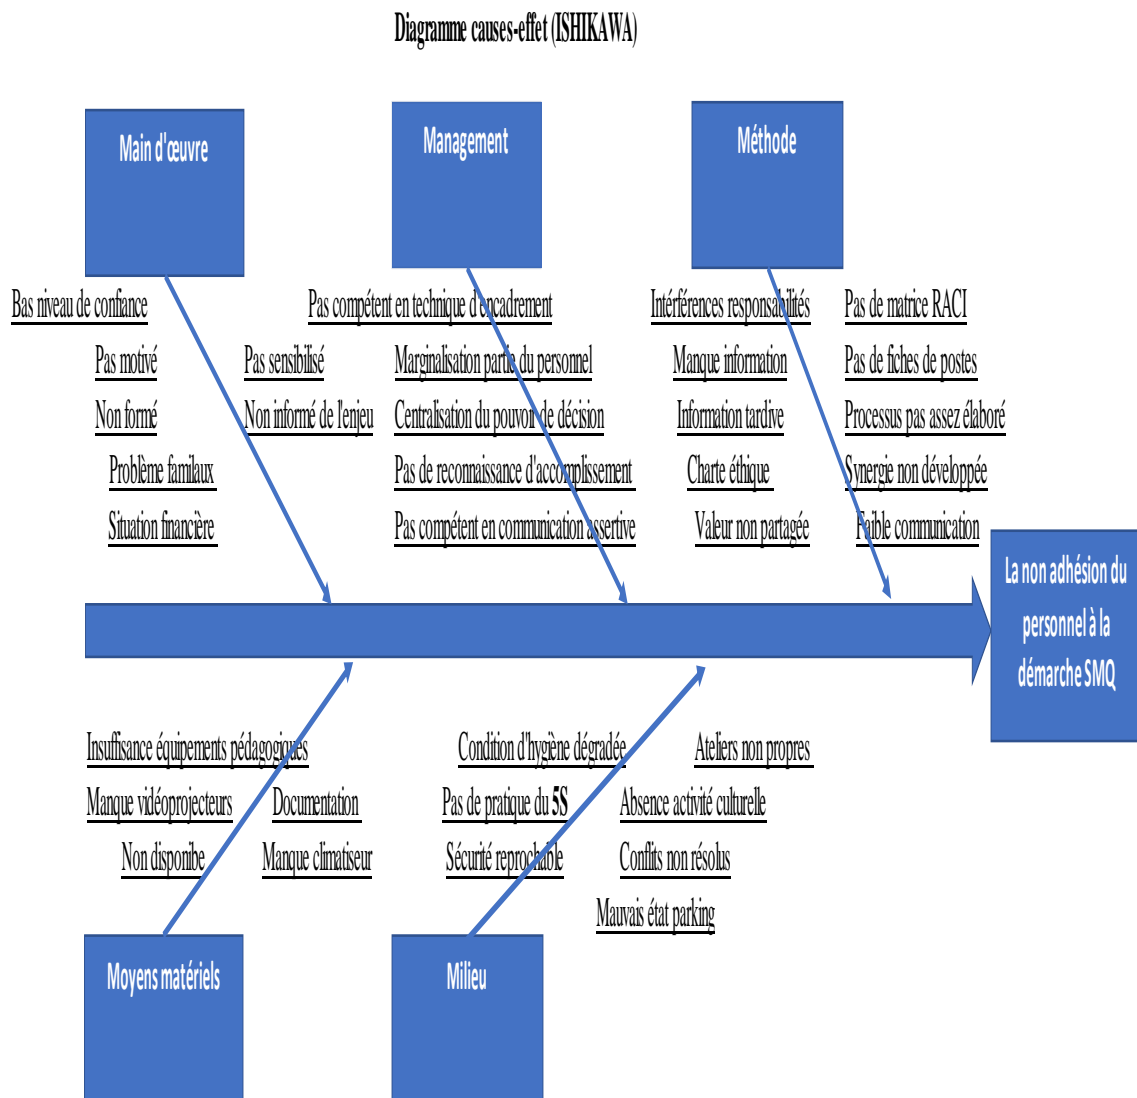 Diagramme causes-effet (ISHIKAWA)
Main d'œuvre
Management
Méthode
Bas niveau de confiance
Pas motivé
Pas sensibilisé
Non formé
Non informé de l'enjeu
Problème familaux
Situation financière
Pas compétent en technique d'encadrement
Marginalisation partie du personnel
Centralisation du pouvoir de décision
Pas de reconnaissance d'accomplissement
Pas compétent en communication assertive
Intérférences responsabilités
Pas de matrice RACI
Manque information
Pas de fiches de postes
Information tardive
Processus pas assez élaboré
Charte éthique
Synergie non développée
Valeur non partagée
Faible communication
La non adhésion du
personnel à la
démarche SMQ
Insuffisance équipements pédagogiques
Manque vidéoprojecteurs
Documentation
Non disponibe
Manque climatiseur
Condition d'hygiène dégradée
Ateliers non propres
Pas de pratique du 5S
Absence activité culturelle
Sécurité reprochable
Conflits non résolus
Mauvais état parking
Moyens matériels
Milieu